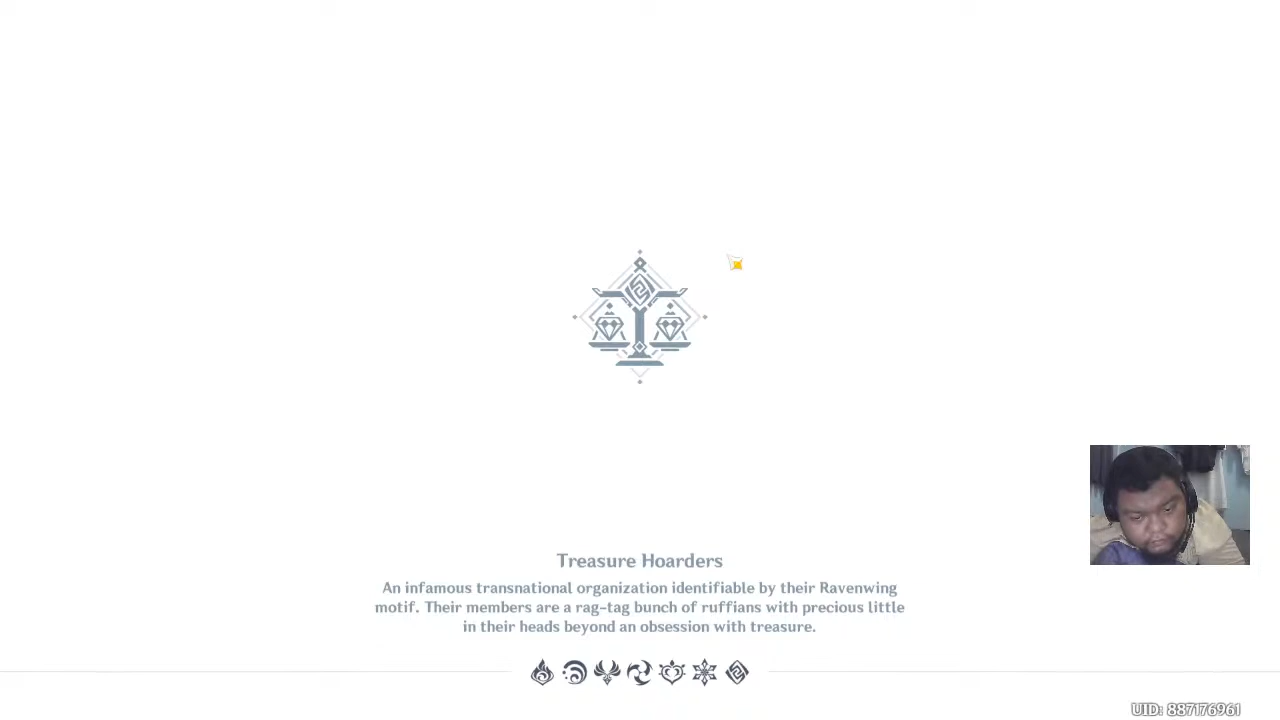 Treasure Hoarders
An infamous transnational organization identifiable by their Ravenwing
motif. Their members are a rag-tag bunch of ruffians with precious little
in their heads beyond an obsession with treasure.
UID: 887176961